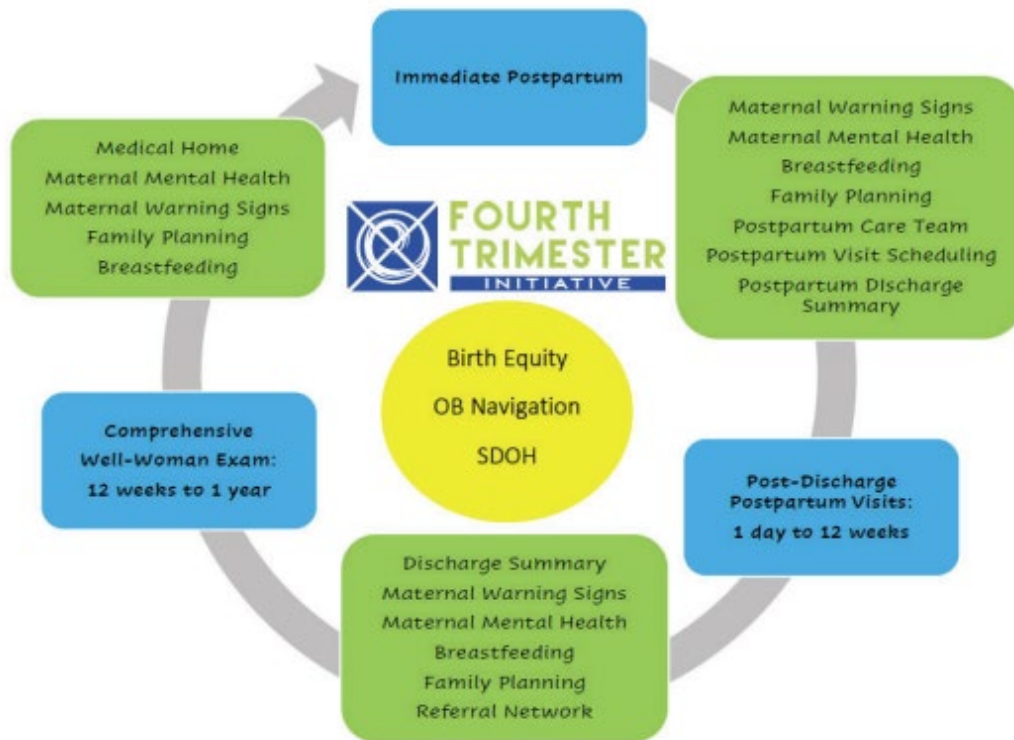 Immediate Postpartum
Maternal Warning Signs
Maternal Mental Health
Breastfeeding
Family Planning
Postpartum Care Team
Postpartum Visit Scheduling
Postpartum DIscharge
Summary
Post-Discharge
Postpartum Visits:
1 day to 12 weeks
Discharge Summary
Maternal Warning Signs
Maternal Mental Health
Breastfeeding
Family Planning
Referral Network
Comprehensive
Well-Woman Exam:
12 weeks to 1 year
Medical Home
Maternal Mental Health
Maternal Warning Signs
Family Planning
Breastfeeding
FOURTH
TRIMESTER
INITIATIVE
Birth Equity
OB Navigation
SDOH